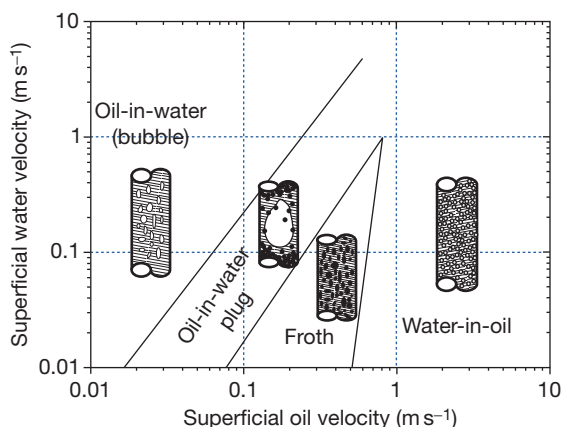 Superficial water velocity (m s⁻¹)
10
1
0.1
0.01
Oil-in-water
(bubble)
Oil-in-water
plug
Froth
Water-in-oil
0.01
0.1
1
10
Superficial oil velocity (m s⁻¹)